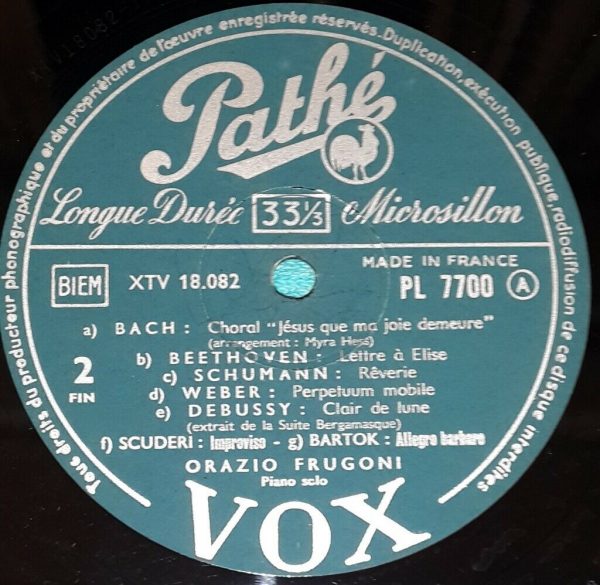 Tous droits du producteur phonographique et du propriétaire de l'œuvre enregistrée réservés. Duplication, exécution publique, radiodiffusion de ce disque interdites
XTV18082
Pathé
Longue Durée 33 1/3 Microsillon
MADE IN FRANCE
BIEM XTV 18.082 PL 7700 A
a) BACH : Choral "Jésus que ma joie demeure"
(arrangement : Myra Hess)
b) BEETHOVEN : Lettre à Elise
2 c) SCHUMANN : Rêverie
FIN d) WEBER : Perpetuum mobile
e) DEBUSSY : Clair de lune
(extrait de la Suite Bergamasque)
f) SCUDERI : Improviso - g) BARTOK : Allegro barbaro
ORAZIO FRUGONI
Piano solo
VOX